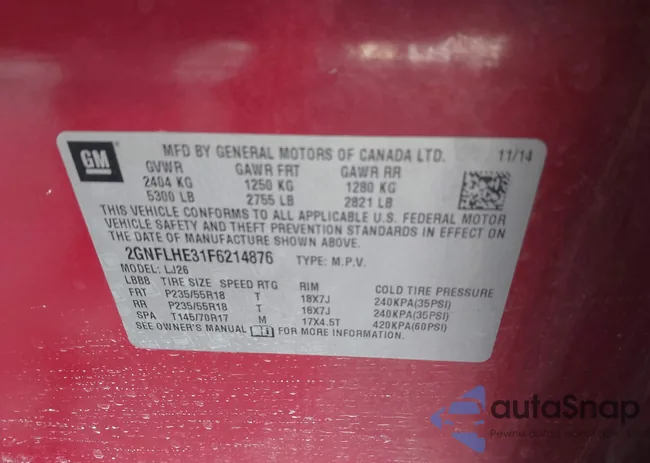 GM
MFD BY GENERAL MOTORS OF CANADA LTD. 11/14
GVWR GAWR FRT GAWR RR
2404 KG 1250 KG 1280 KG
5300 LB 2755 LB 2821 LB
THIS VEHICLE CONFORMS TO ALL APPLICABLE U.S. FEDERAL MOTOR
VEHICLE SAFETY AND THEFT PREVENTION STANDARDS IN EFFECT ON
THE DATE OF MANUFACTURE SHOWN ABOVE.
2GNFLHE31F6214876 TYPE: M.P.V.
MODEL: LJ26
LBBB TIRE SIZE SPEED RTG RIM COLD TIRE PRESSURE
FRT P235/55R18 T 18X7J 240KPA(35PSI)
RR P235/55R18 T 18X7J 240KPA(35PSI)
SPA T145/70R17 M 17X4.5T 420KPA(60PSI)
SEE OWNER'S MANUAL FOR MORE INFORMATION.
autoSnap